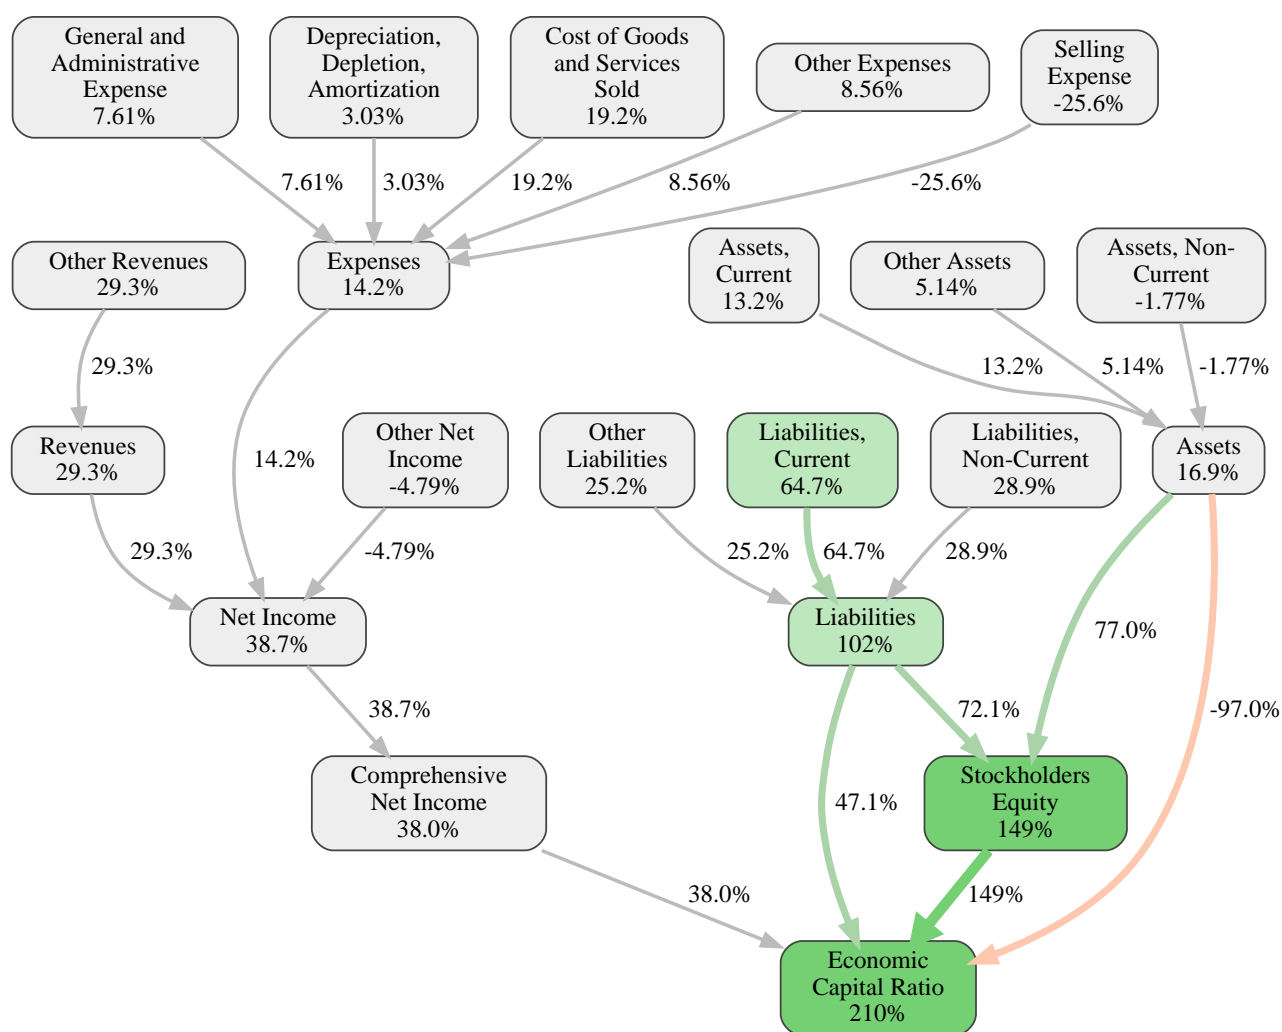 General and
Administrative
Expense
7.61%
Depreciation,
Depletion,
Amortization
3.03%
Cost of Goods
and Services
Sold
19.2%
Other Expenses
8.56%
Selling
Expense
-25.6%
7.61%
3.03%
19.2%
8.56%
-25.6%
Other Revenues
29.3%
Expenses
14.2%
Assets,
Current
13.2%
Other Assets
5.14%
Assets, Non-
Current
-1.77%
29.3%
13.2%
5.14%
-1.77%
Revenues
29.3%
14.2%
Other Net
Income
-4.79%
Other
Liabilities
25.2%
Liabilities,
Current
64.7%
Liabilities,
Non-Current
28.9%
Assets
16.9%
29.3%
-4.79%
25.2%
64.7%
28.9%
Net Income
38.7%
Liabilities
102%
77.0%
38.7%
72.1%
-97.0%
Comprehensive
Net Income
38.0%
47.1%
Stockholders
Equity
149%
38.0%
149%
Economic
Capital Ratio
210%